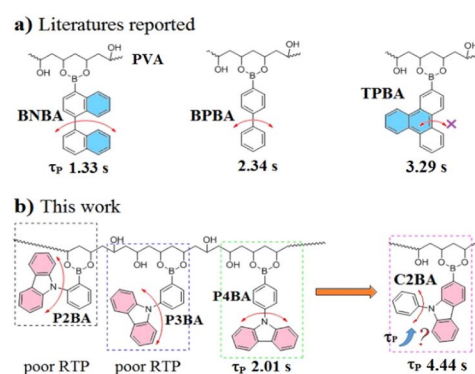 a) Literatures reported
OH
PVA
OH
O O
B
BNBA
τP 1.33 s
OH
OH
O O
B
BPBA
2.34 s
OH
OH
O O
B
TPBA
×
3.29 s
b) This work
OH
OH
OH
OH
O O
B
N
P2BA
poor RTP
O O
B
N
P3BA
poor RTP
O O
B
P4BA
N
τP 2.01 s
OH
OH
O O
B
C2BA
N
τP
?
τP 4.44 s